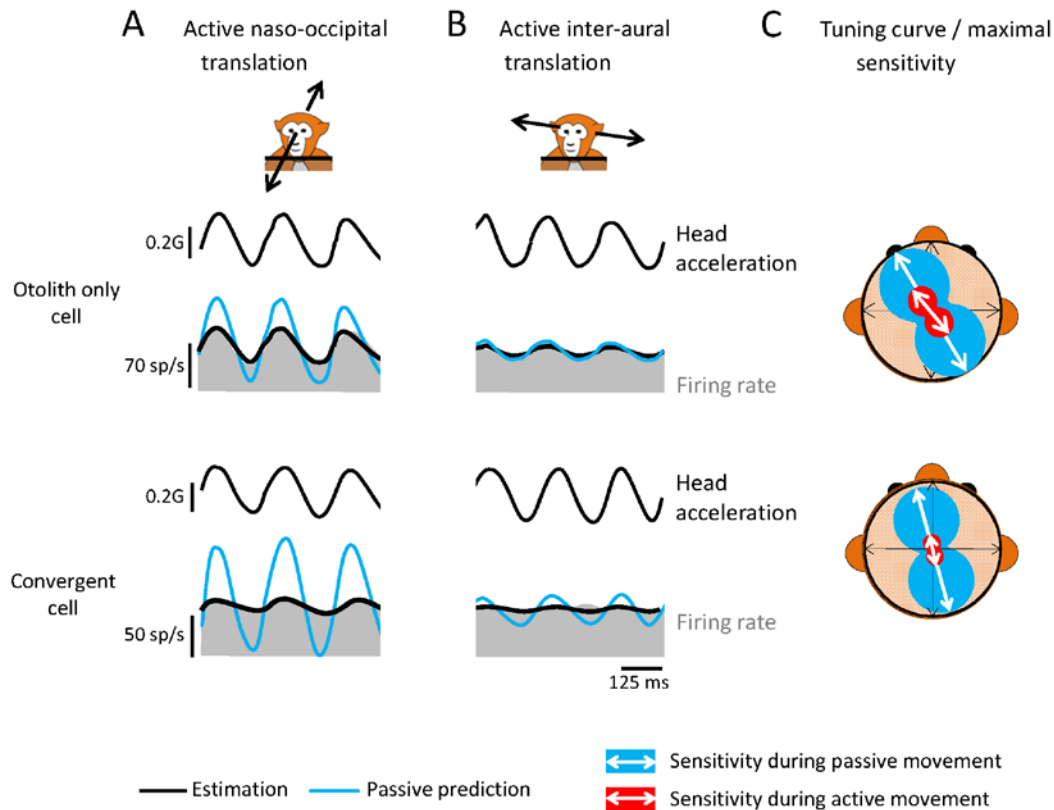 A Active naso-occipital
translation
B Active inter-aural
translation
C Tuning curve / maximal
sensitivity
0.2G
Head
acceleration
Otolith only
cell
70 sp/s
Firing rate
0.2G
Head
acceleration
Convergent
cell
50 sp/s
Firing rate
125 ms
Estimation
Passive prediction
Sensitivity during passive movement
Sensitivity during active movement